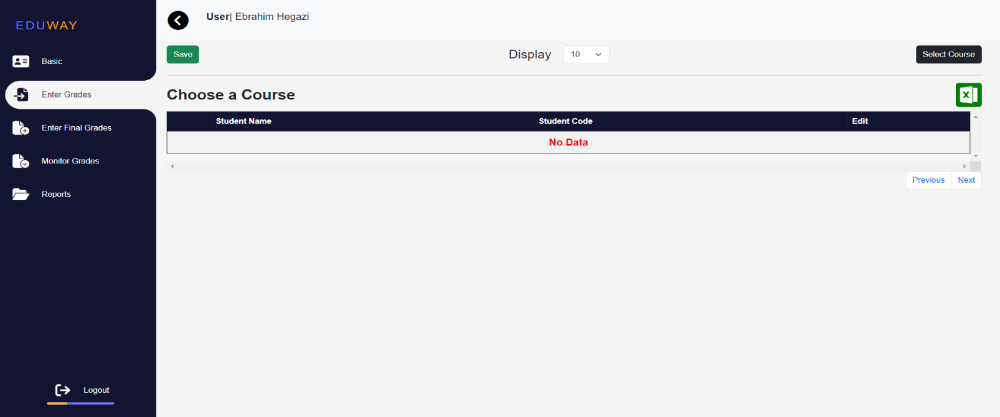 EDUWAY
User| Ebrahim Hegazi
Basic
Enter Grades
Enter Final Grades
Monitor Grades
Reports
Logout
Save
Display 10
Select Course
Choose a Course
Student Name Student Code Edit
No Data
Previous Next